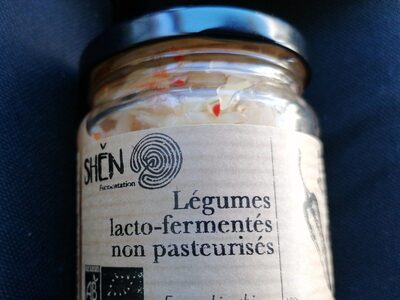 SHĚN
Fermentation
Légumes
lacto-fermentés
non pasteurisés